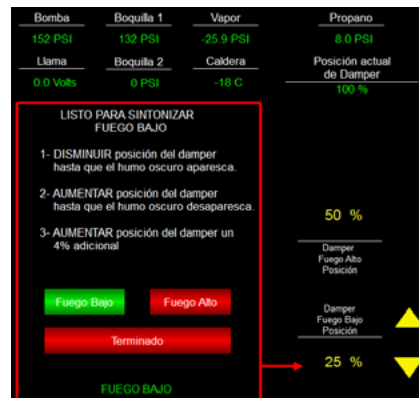 Bomba Boquilla 1 Vapor Propano
152 PSI 132 PSI -25.9 PSI 8.0 PSI
Llama Boquilla 2 Caldera Posición actual
de Damper
0.0 Volts 0 PSI -18 C 100 %
LISTO PARA SINTONIZAR
FUEGO BAJO
1- DISMINUIR posición del damper
hasta que el humo oscuro aparesca.
2- AUMENTAR posición del damper
hasta que el humo oscuro desaparesca.
3- AUMENTAR posición del damper un
4% adicional
50 %
Damper
Fuego Alto
Posición
Fuego Bajo Fuego Alto
Terminado
Damper
Fuego Bajo
Posición
25 %
FUEGO BAJO